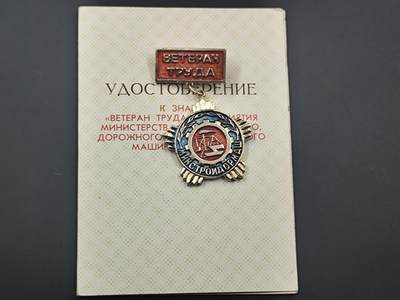 ВЕТЕРАН
ТРУДА
УДОСТОВЕРЕНИЕ
К ЗНА
«ВЕТЕРАН ТРУДА
МИНИСТЕРСТВ
ДОРОЖНОГО
МАШИ
МИНСТРОЙДОРМАШ